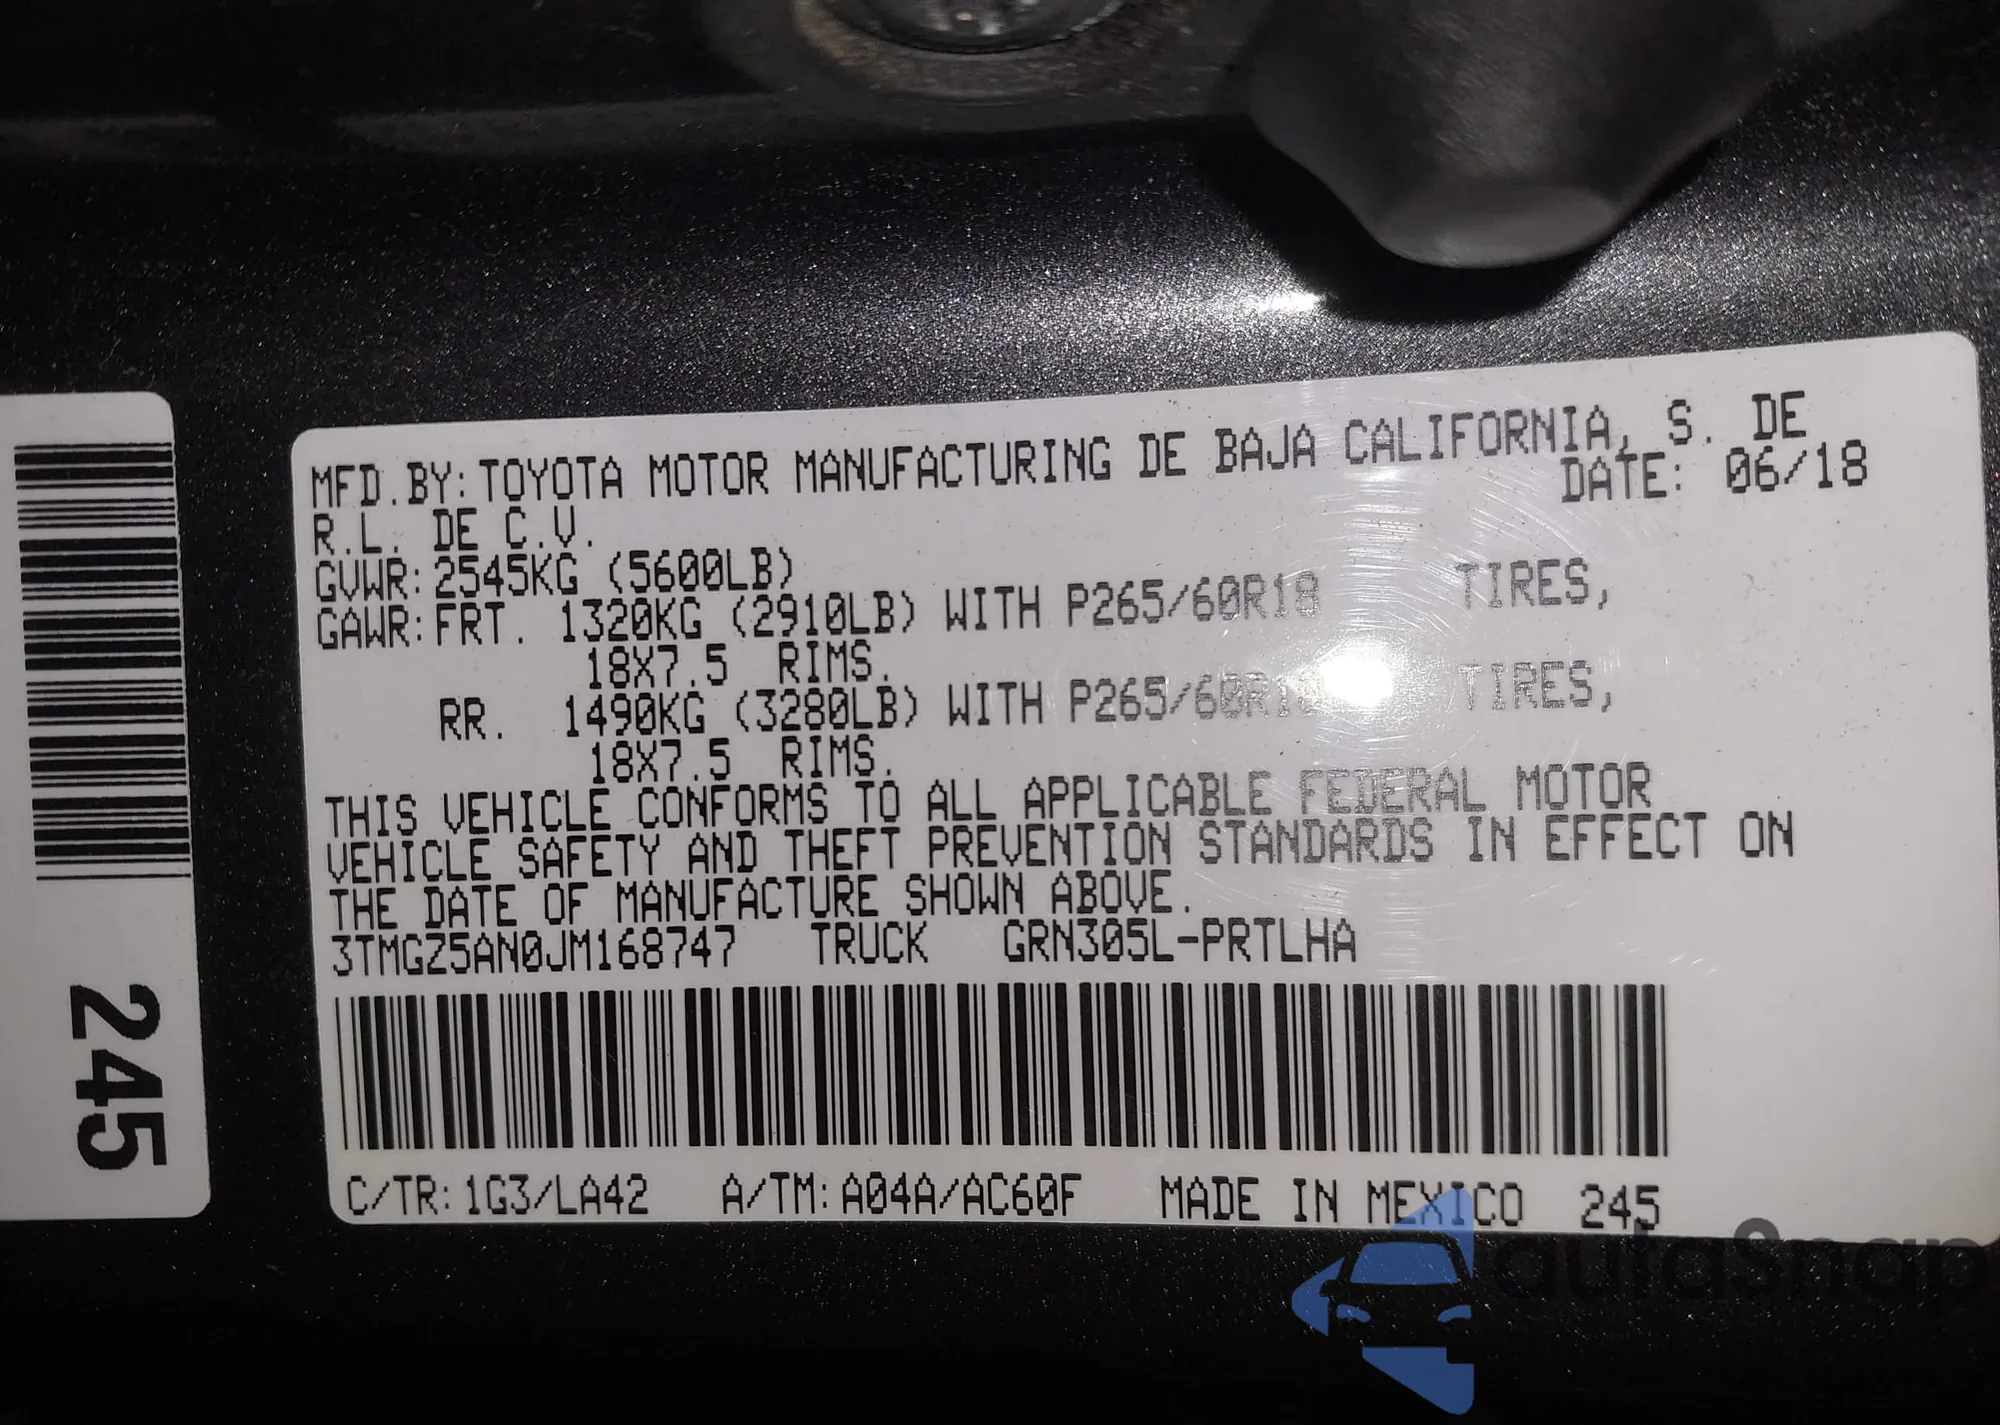 MFD.BY:TOYOTA MOTOR MANUFACTURING DE BAJA CALIFORNIA, S. DE
R.L. DE C.V. DATE: 06/18
GVWR:2545KG (5600LB)
GAWR:FRT. 1320KG (2910LB) WITH P265/60R18 TIRES,
18X7.5 RIMS.
RR. 1490KG (3280LB) WITH P265/60R18 TIRES,
18X7.5 RIMS.
THIS VEHICLE CONFORMS TO ALL APPLICABLE FEDERAL MOTOR
VEHICLE SAFETY AND THEFT PREVENTION STANDARDS IN EFFECT ON
THE DATE OF MANUFACTURE SHOWN ABOVE.
3TMGZ5AN0JM168747 TRUCK GRN305L-PRTLHA
C/TR:1G3/LA42 A/TM:A04A/AC60F MADE IN MEXICO 245
245
autaSnap